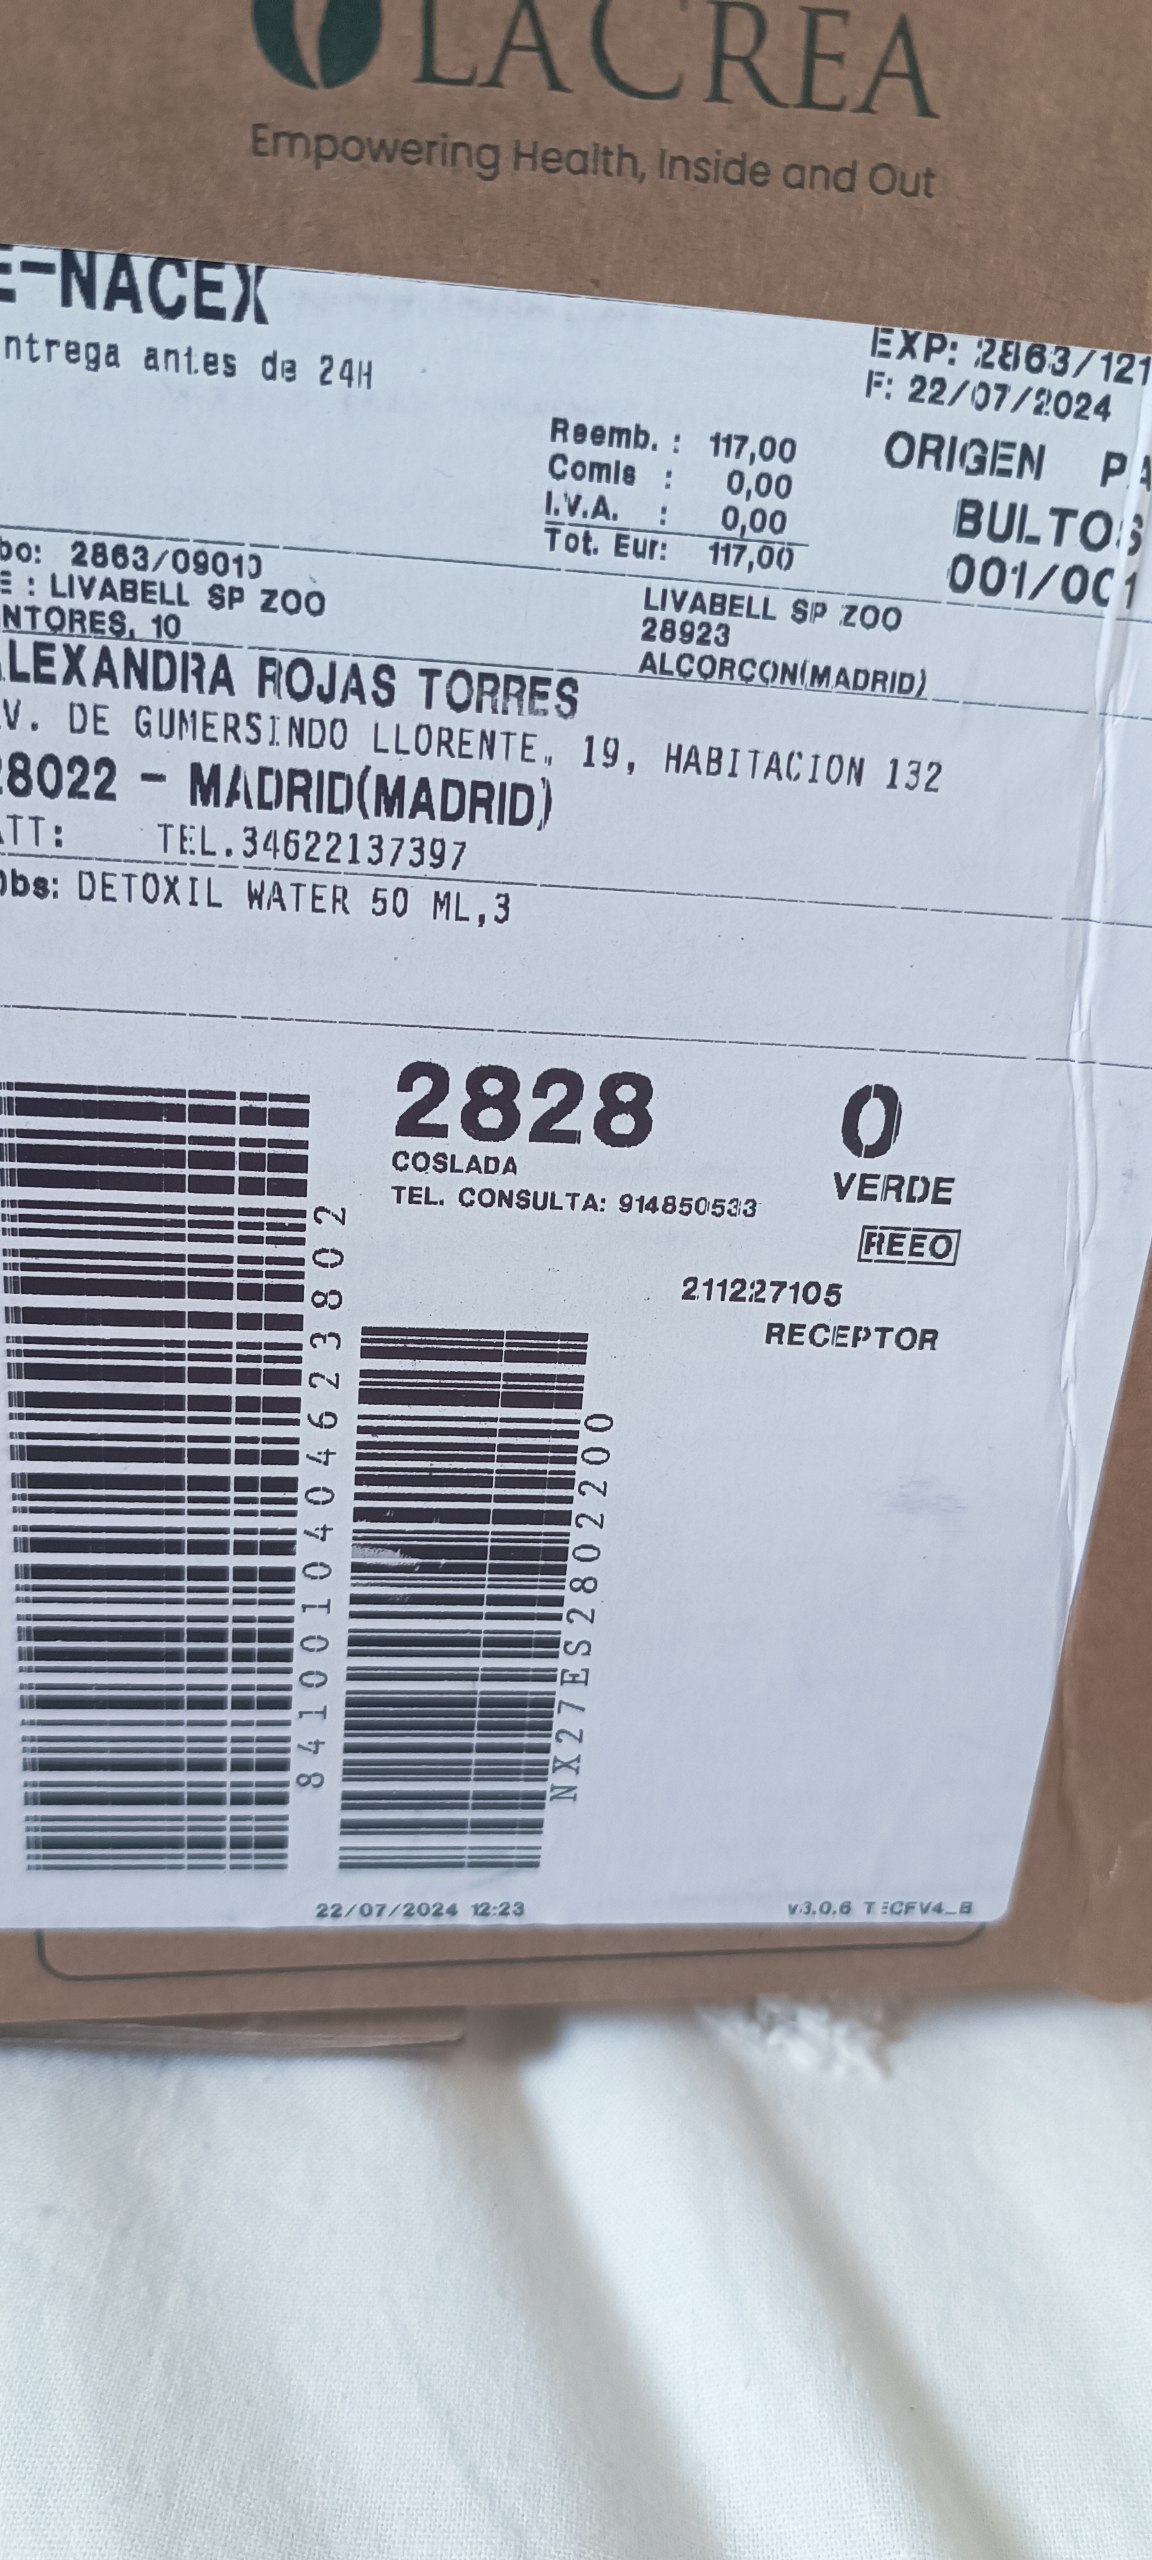 LACREA
Empowering Health, Inside and Out
E-NACEX
ntrega antes de 24H
EXP: 2863/121
F: 22/07/2024
Reemb. : 117,00
Comis : 0,00
I.V.A. : 0,00
Tot. Eur: 117,00
ORIGEN PA
BULTOS
001/001
bo: 2863/09010
E : LIVABELL SP ZOO
NTORES, 10
LIVABELL SP ZOO
28923
ALCORCON(MADRID)
ALEXANDRA ROJAS TORRES
V. DE GUMERSINDO LLORENTE, 19, HABITACION 132
28022 - MADRID(MADRID)
ATT: TEL.34622137397
Obs: DETOXIL WATER 50 ML,3
2828
COSLADA
TEL. CONSULTA: 914850533
0
VERDE
REEO
211227105
RECEPTOR
8410010404623802
NX27ES2802200
22/07/2024 12:23
v3.0.6 TECFV4_B